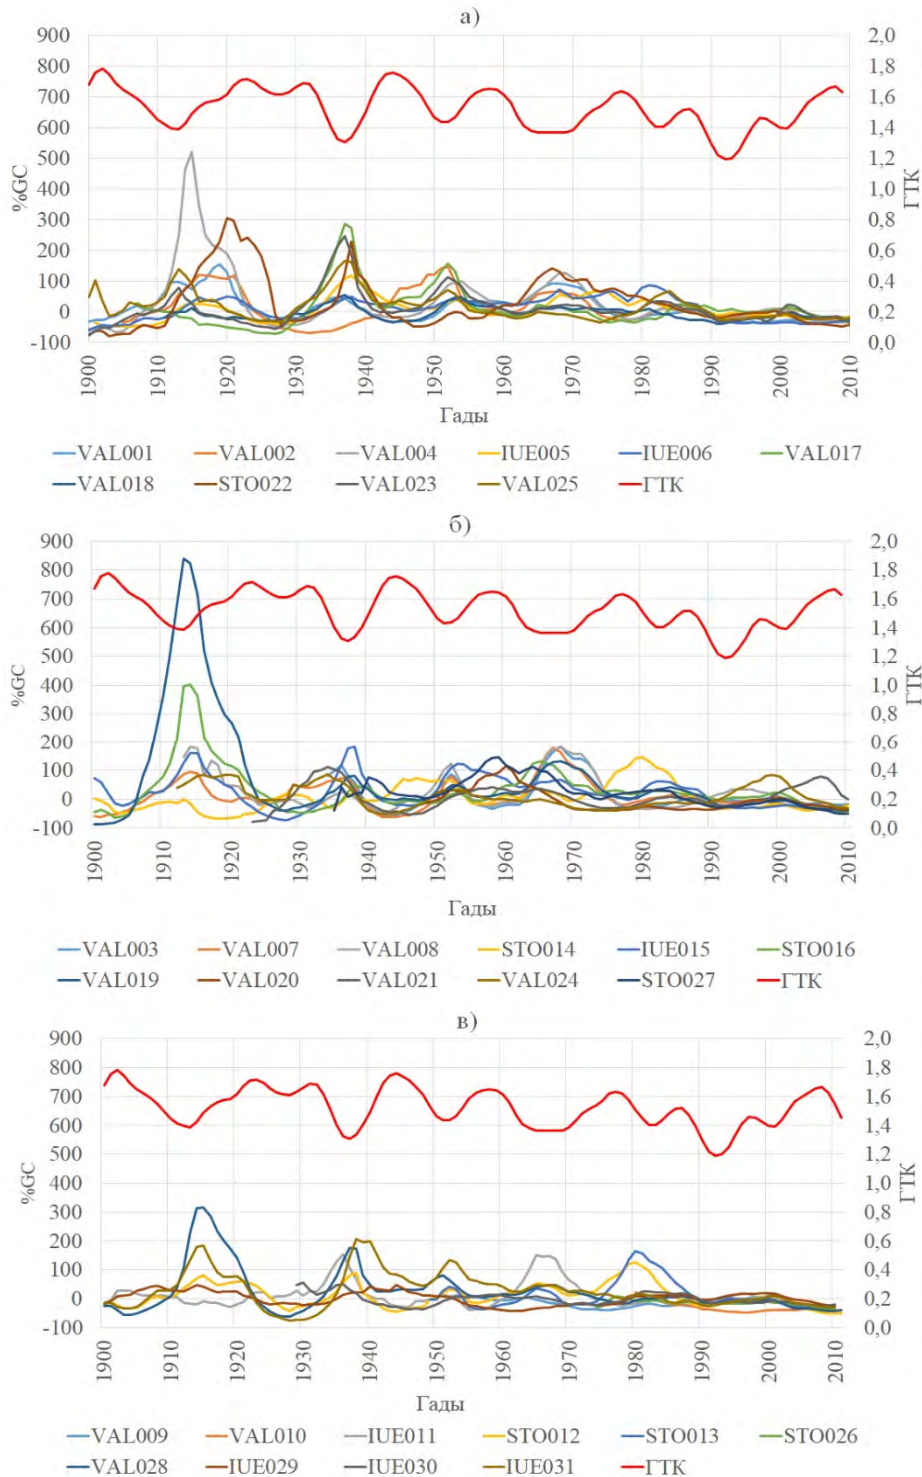 а)
900 2,0
800 1,8
700 1,6
600 1,4
500 1,2
400 1,0
300 0,8
200 0,6
100 0,4
0 0,2
-100 0,0
%GC
ГТК
1900 1910 1920 1930 1940 1950 1960 1970 1980 1990 2000 2010
Гады
VAL001 VAL002 VAL004 IUE005 IUE006 VAL017
VAL018 STO022 VAL023 VAL025 ГТК
б)
900 2,0
800 1,8
700 1,6
600 1,4
500 1,2
400 1,0
300 0,8
200 0,6
100 0,4
0 0,2
-100 0,0
%GC
ГТК
1900 1910 1920 1930 1940 1950 1960 1970 1980 1990 2000 2010
Гады
VAL003 VAL007 VAL008 STO014 IUE015 STO016
VAL019 VAL020 VAL021 VAL024 STO027 ГТК
в)
900 2,0
800 1,8
700 1,6
600 1,4
500 1,2
400 1,0
300 0,8
200 0,6
100 0,4
0 0,2
-100 0,0
%GC
ГТК
1900 1910 1920 1930 1940 1950 1960 1970 1980 1990 2000 2010
Гады
VAL009 VAL010 IUE011 STO012 STO013 STO026
VAL028 IUE029 IUE030 IUE031 ГТК